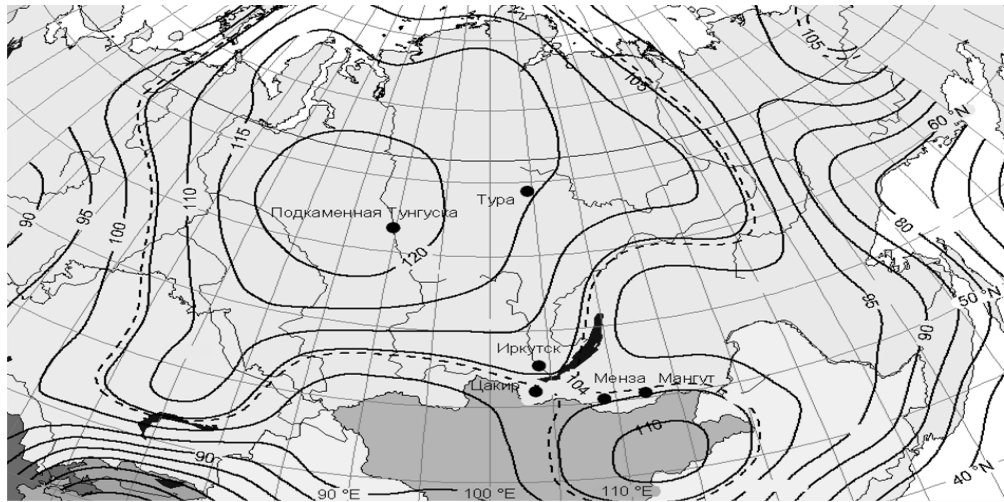 105
105
60 °N
115
110
95
90
100
Тура
Подкаменная Тунгуска
80
120
50 °N
95
90
Иркутск
Цакир
104
Менза
Мангут
110
90
40 °N
90 °E
100 °E
110 °E